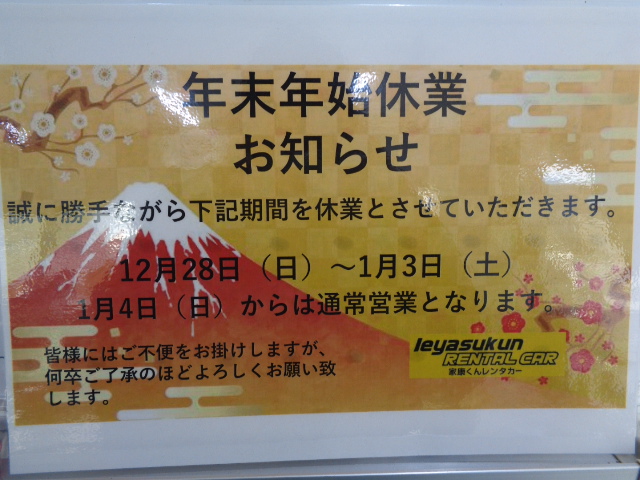 年末年始休業
お知らせ
誠に勝手ながら下記期間を休業とさせていただきます。
12月28日（日）～1月3日（土）
1月4日（日）からは通常営業となります。
皆様にはご不便をお掛けしますが、
何卒ご了承のほどよろしくお願い致
します。
Ieyasukun
RENTAL CAR
家康くんレンタカー